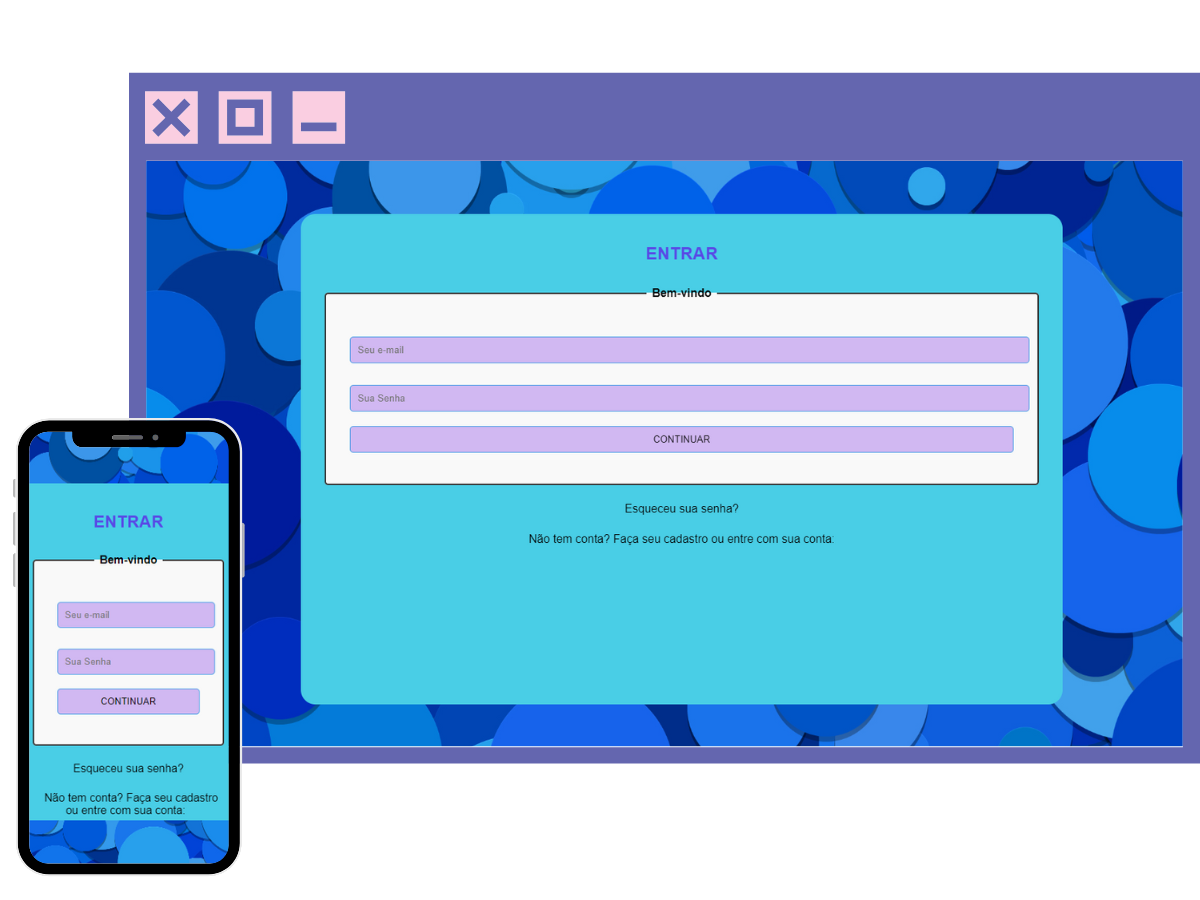 ENTRAR
Bem-vindo
Seu e-mail
Sua Senha
CONTINUAR
Esqueceu sua senha?
Não tem conta? Faça seu cadastro ou entre com sua conta:
ENTRAR
Bem-vindo
Seu e-mail
Sua Senha
CONTINUAR
Esqueceu sua senha?
Não tem conta? Faça seu cadastro
ou entre com sua conta: